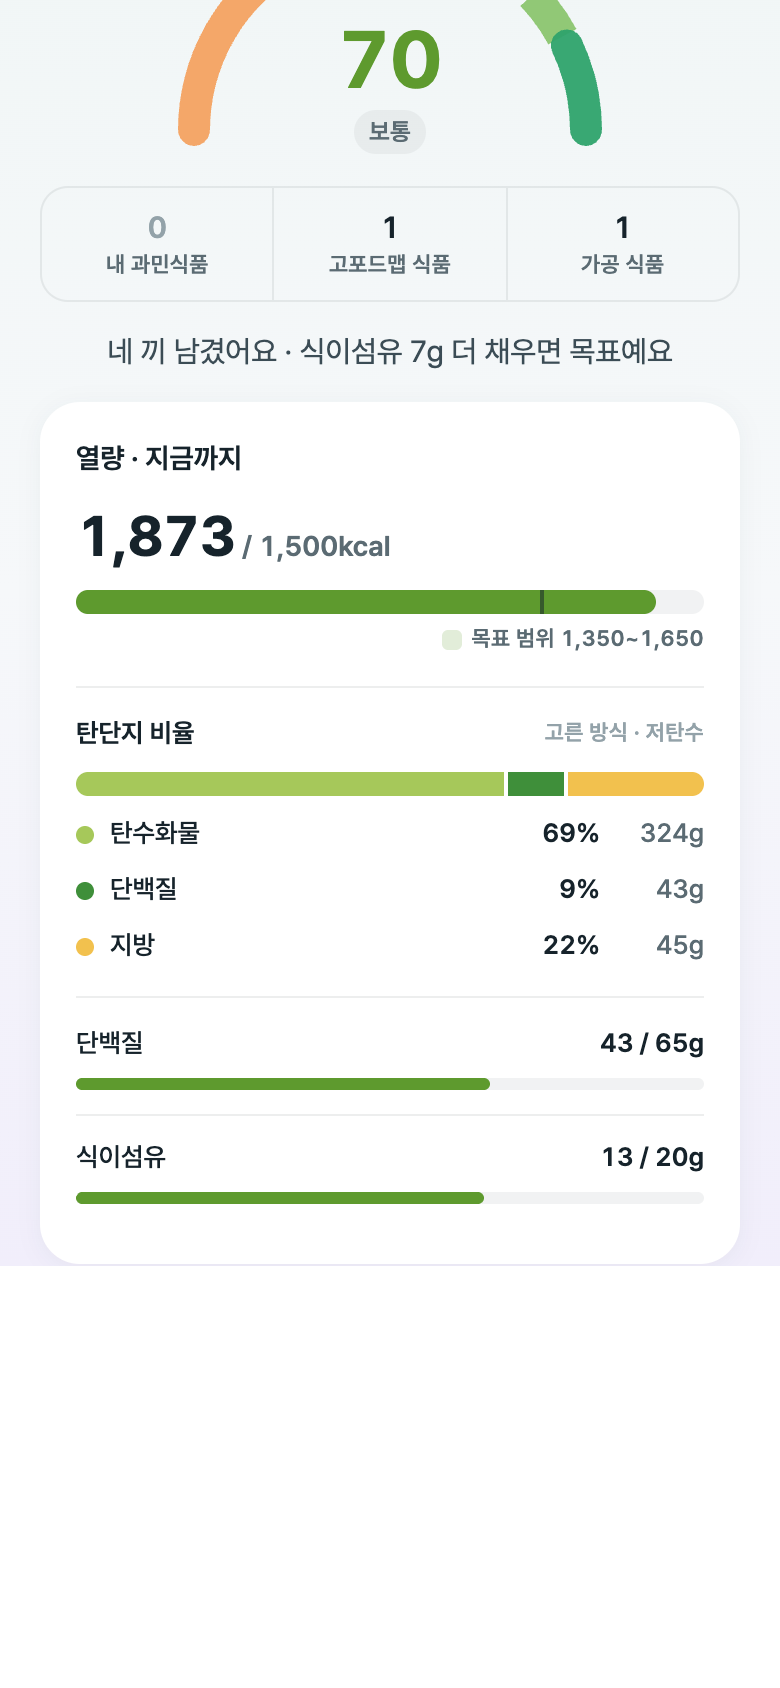 70
보통
0
내 과민식품
1
고포드맵 식품
1
가공 식품
네 끼 남겼어요 · 식이섬유 7g 더 채우면 목표예요
열량 · 지금까지
1,873 / 1,500kcal
목표 범위 1,350~1,650
탄단지 비율 고른 방식 · 저탄수
탄수화물 69% 324g
단백질 9% 43g
지방 22% 45g
단백질 43 / 65g
식이섬유 13 / 20g